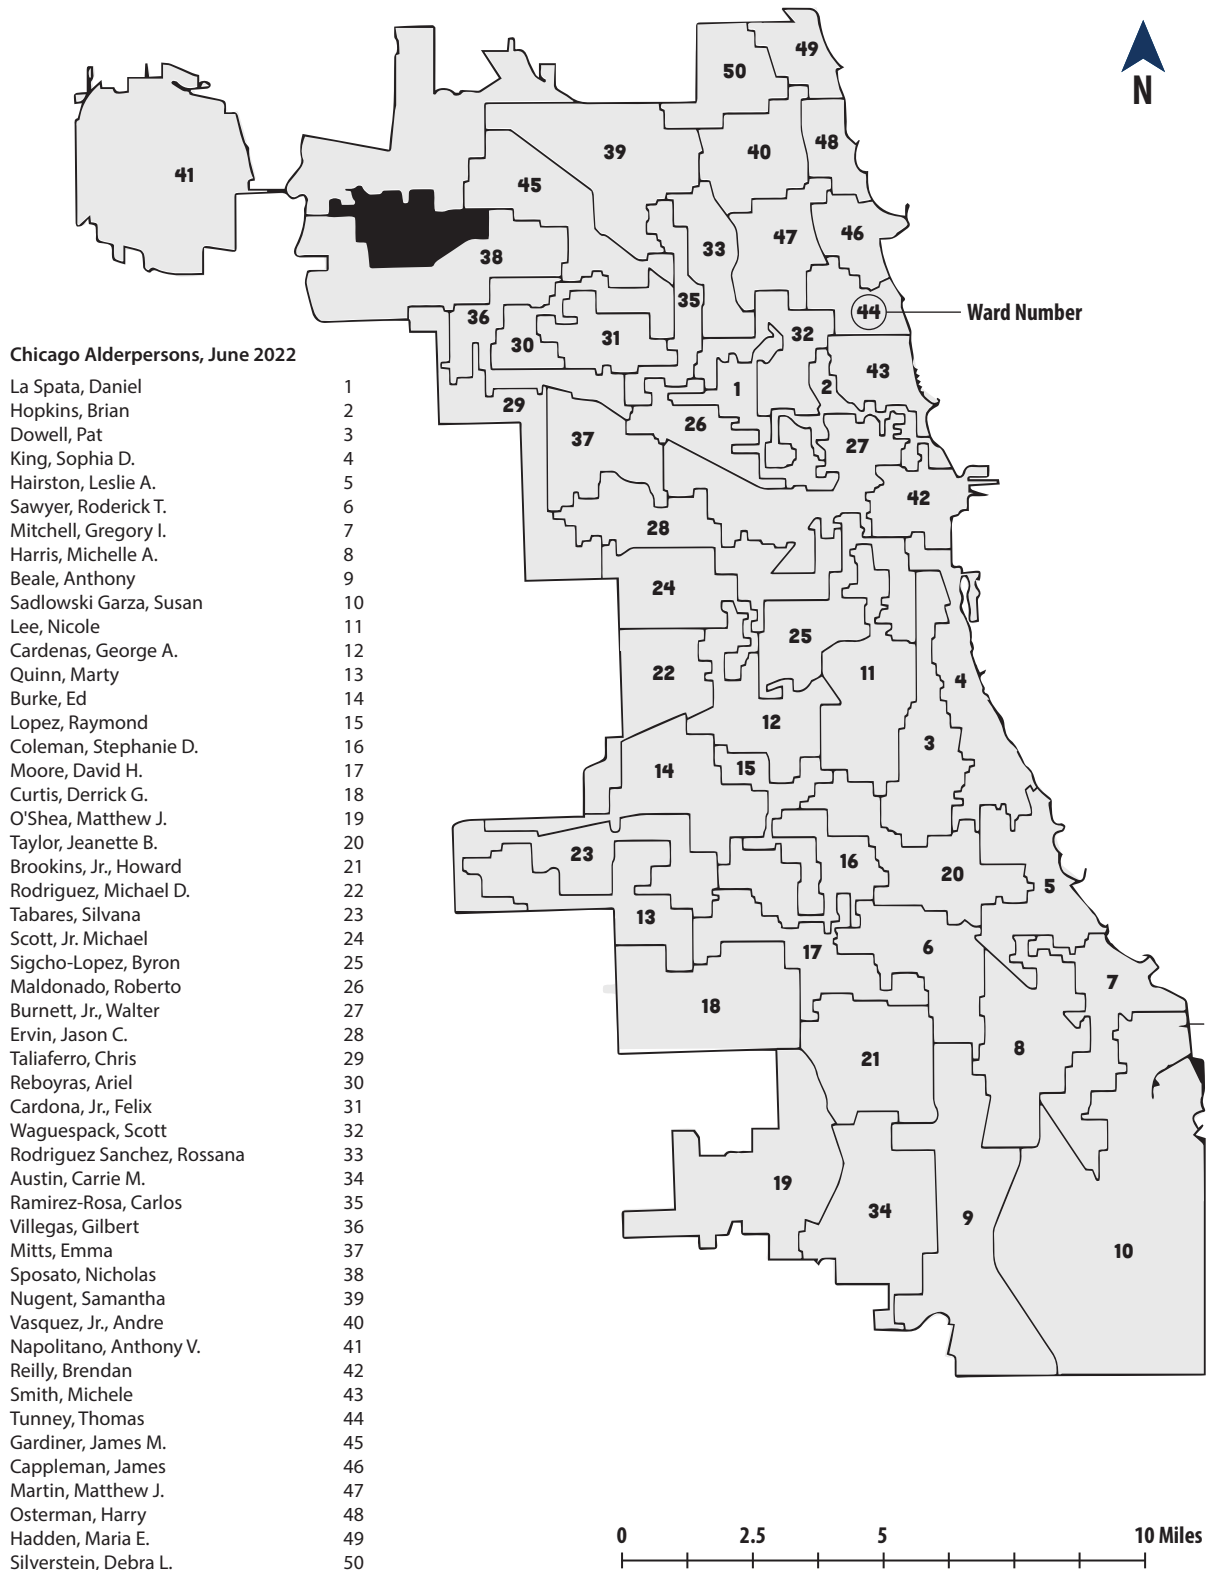 49
50
N
39
40
48
41
45
33
47
46
38
35
44
Ward Number
36
32
30
31
43
1
2
29
26
37
27
42
28
24
25
22
11
4
12
3
14
15
23
16
20
5
13
6
17
7
18
8
21
19
34
9
10
Chicago Alderpersons, June 2022
La Spata, Daniel 1
Hopkins, Brian 2
Dowell, Pat 3
King, Sophia D. 4
Hairston, Leslie A. 5
Sawyer, Roderick T. 6
Mitchell, Gregory I. 7
Harris, Michelle A. 8
Beale, Anthony 9
Sadlowski Garza, Susan 10
Lee, Nicole 11
Cardenas, George A. 12
Quinn, Marty 13
Burke, Ed 14
Lopez, Raymond 15
Coleman, Stephanie D. 16
Moore, David H. 17
Curtis, Derrick G. 18
O'Shea, Matthew J. 19
Taylor, Jeanette B. 20
Brookins, Jr., Howard 21
Rodriguez, Michael D. 22
Tabares, Silvana 23
Scott, Jr. Michael 24
Sigcho-Lopez, Byron 25
Maldonado, Roberto 26
Burnett, Jr., Walter 27
Ervin, Jason C. 28
Taliaferro, Chris 29
Reboyras, Ariel 30
Cardona, Jr., Felix 31
Waguespack, Scott 32
Rodriguez Sanchez, Rossana 33
Austin, Carrie M. 34
Ramirez-Rosa, Carlos 35
Villegas, Gilbert 36
Mitts, Emma 37
Sposato, Nicholas 38
Nugent, Samantha 39
Vasquez, Jr., Andre 40
Napolitano, Anthony V. 41
Reilly, Brendan 42
Smith, Michele 43
Tunney, Thomas 44
Gardiner, James M. 45
Cappleman, James 46
Martin, Matthew J. 47
Osterman, Harry 48
Hadden, Maria E. 49
Silverstein, Debra L. 50
0 2.5 5 10 Miles